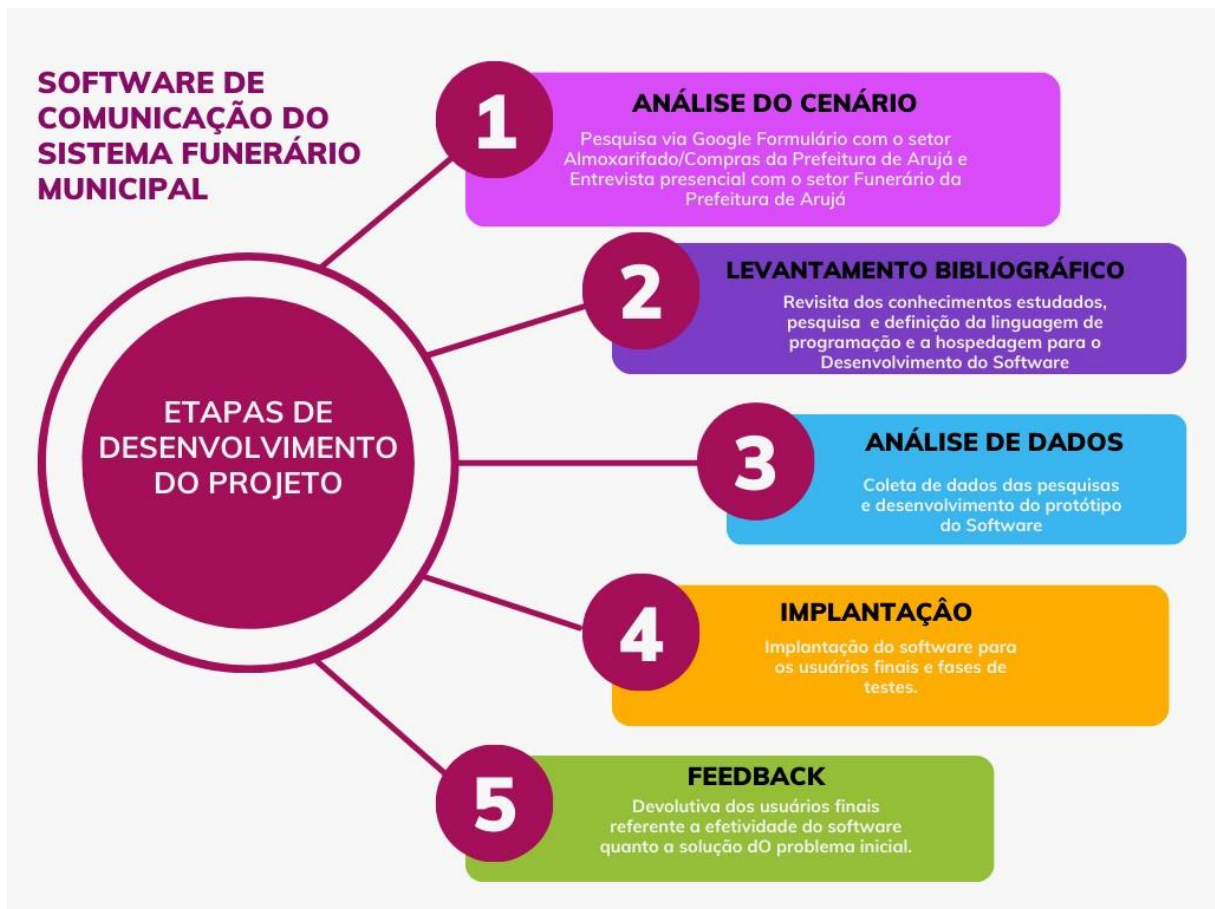 SOFTWARE DE
COMUNICAÇÃO DO
SISTEMA FUNERÁRIO
MUNICIPAL
ETAPAS DE
DESENVOLVIMENTO
DO PROJETO
1
ANÁLISE DO CENÁRIO
Pesquisa via Google Formulário com o setor
Almoxarifado/Compras da Prefeitura de Arujá e
Entrevista presencial com o setor Funerário da
Prefeitura de Arujá
2
LEVANTAMENTO BIBLIOGRÁFICO
Revisita dos conhecimentos estudados,
pesquisa e definição da linguagem de
programação e a hospedagem para o
Desenvolvimento do Software
3
ANÁLISE DE DADOS
Coleta de dados das pesquisas
e desenvolvimento do protótipo
do Software
4
IMPLANTAÇÂO
Implantação do software para
os usuários finais e fases de
testes.
5
FEEDBACK
Devolutiva dos usuários finais
referente a efetividade do software
quanto a solução dO problema inicial.